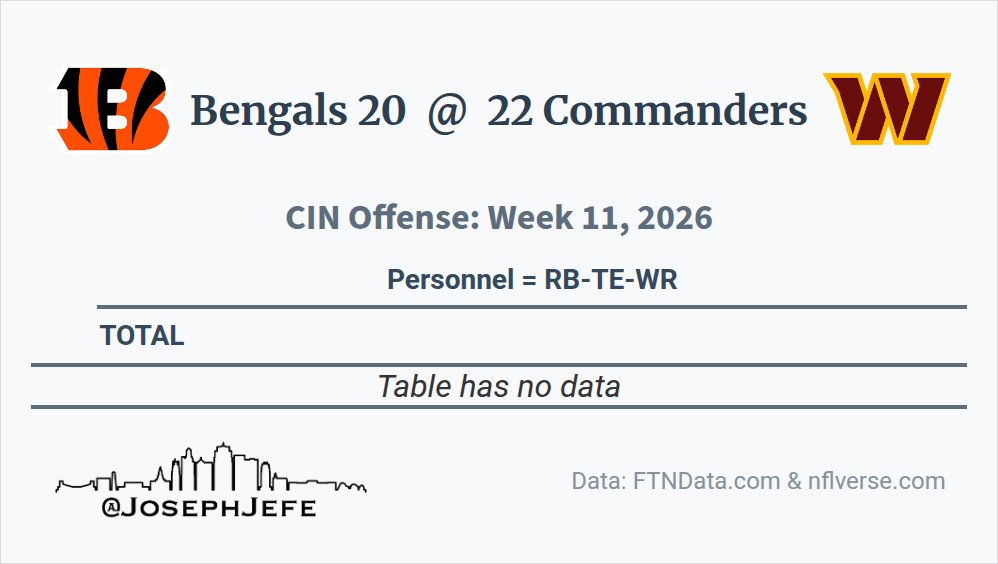 Bengals 20 @ 22 Commanders
CIN Offense: Week 11, 2026
Personnel = RB-TE-WR
TOTAL
Table has no data
@JosephJefe
Data: FTNData.com & nflverse.com